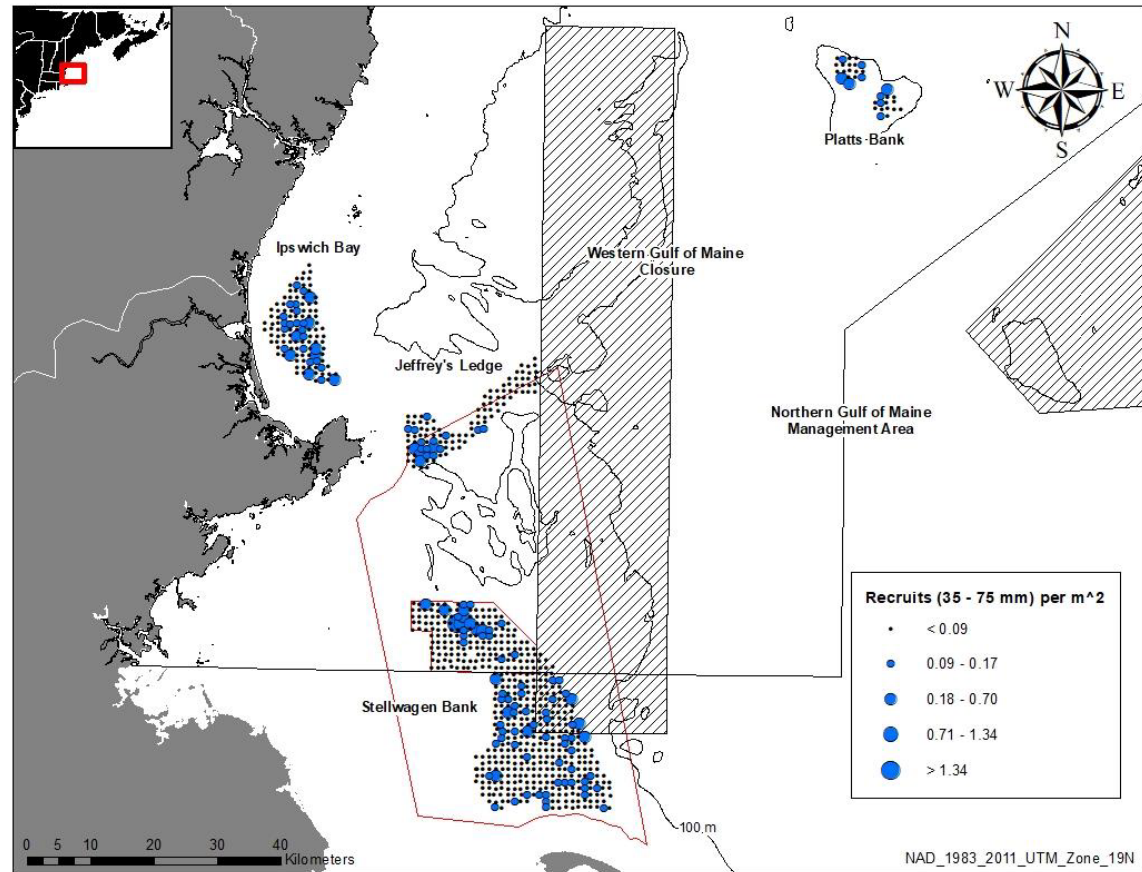 N
W
E
S
Platts-Bank
Ipswich Bay
Western Gulf of Maine
Closure
Jeffrey's Ledge
Northern Gulf of Maine
Management Area
Stellwagen Bank
Recruits (35 - 75 mm) per m^2
< 0.09
0.09 - 0.17
0.18 - 0.70
0.71 - 1.34
> 1.34
100 m
0 5 10 20 30 40
Kilometers
NAD_1983_2011_UTM_Zone_19N